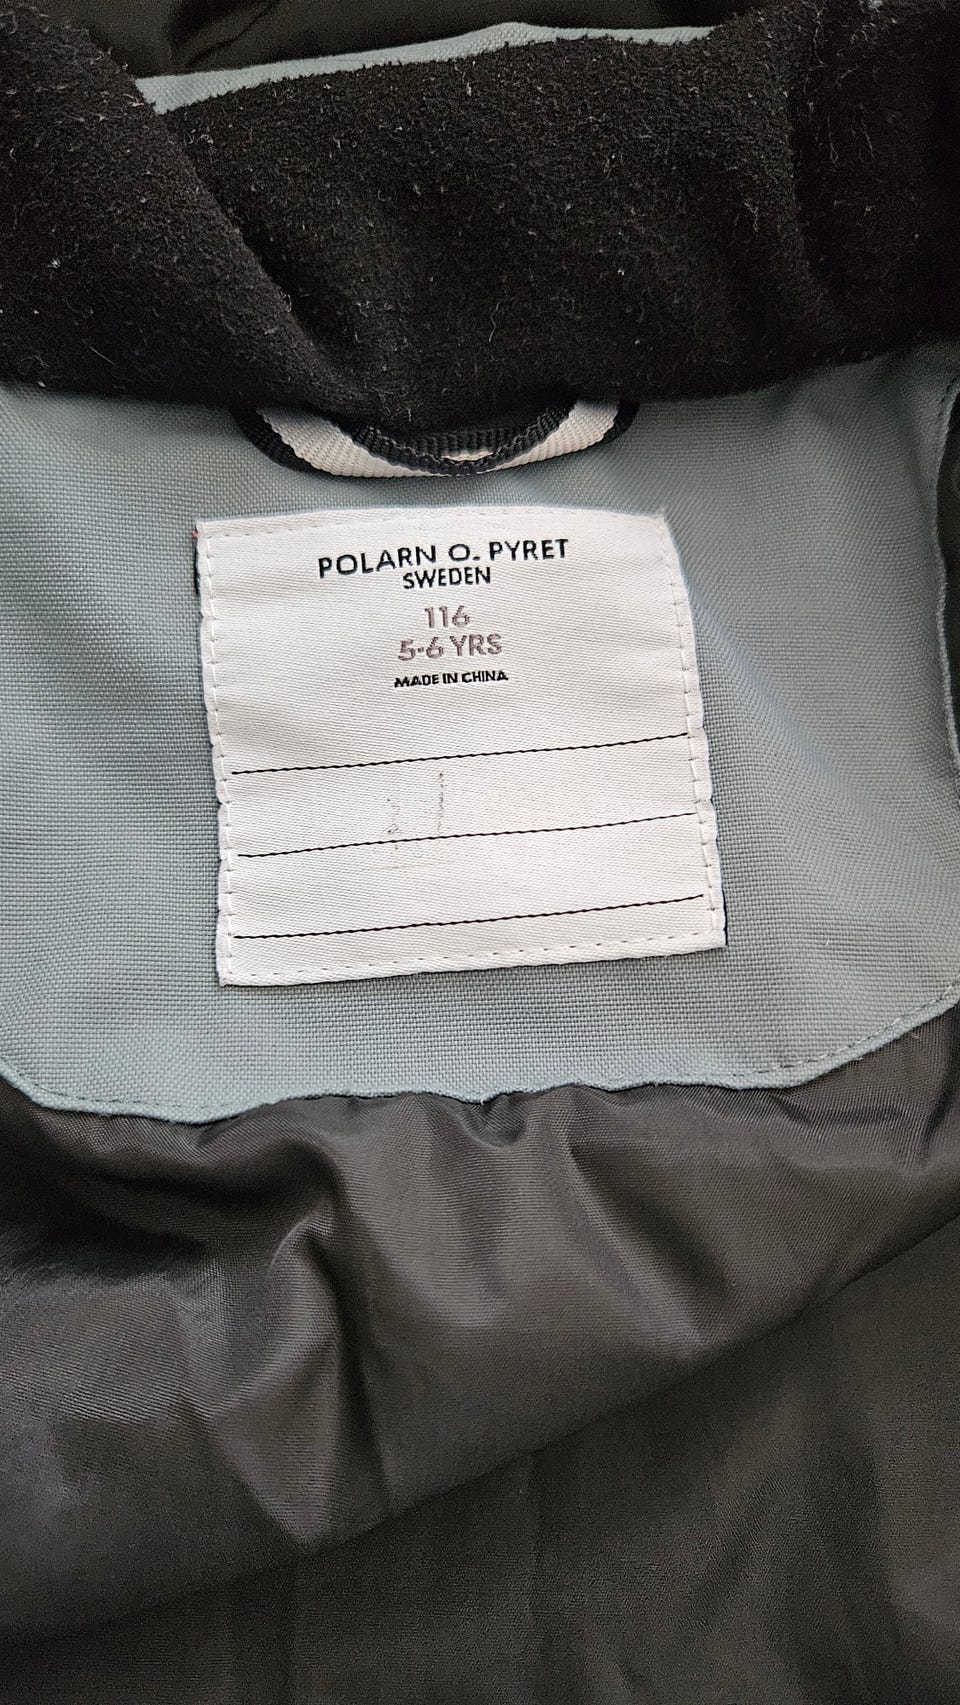 POLARN O. PYRET
SWEDEN
116
5-6 YRS
MADE IN CHINA